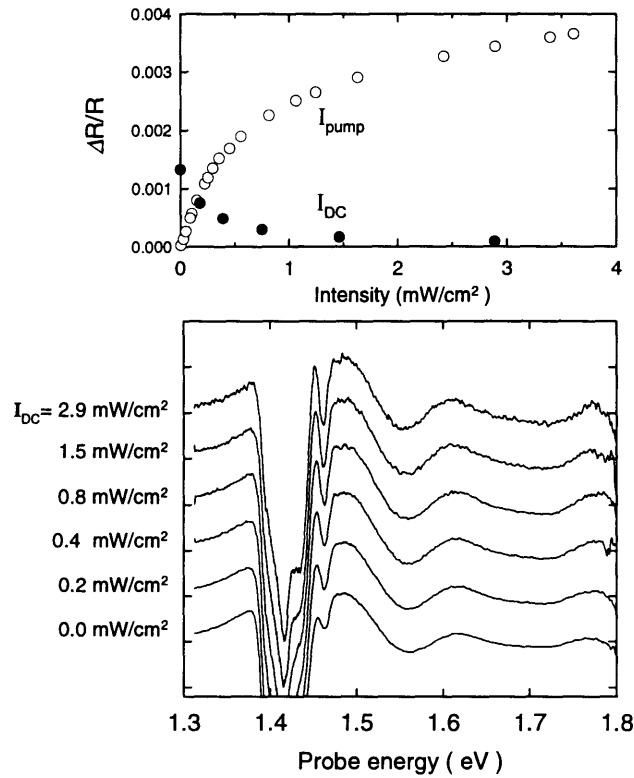 0.004
0.003
0.002
0.001
0.000
ΔR/R
I_pump
I_DC
0 1 2 3 4
Intensity (mW/cm²)
I_DC= 2.9 mW/cm²
1.5 mW/cm²
0.8 mW/cm²
0.4 mW/cm²
0.2 mW/cm²
0.0 mW/cm²
1.3 1.4 1.5 1.6 1.7 1.8
Probe energy ( eV )